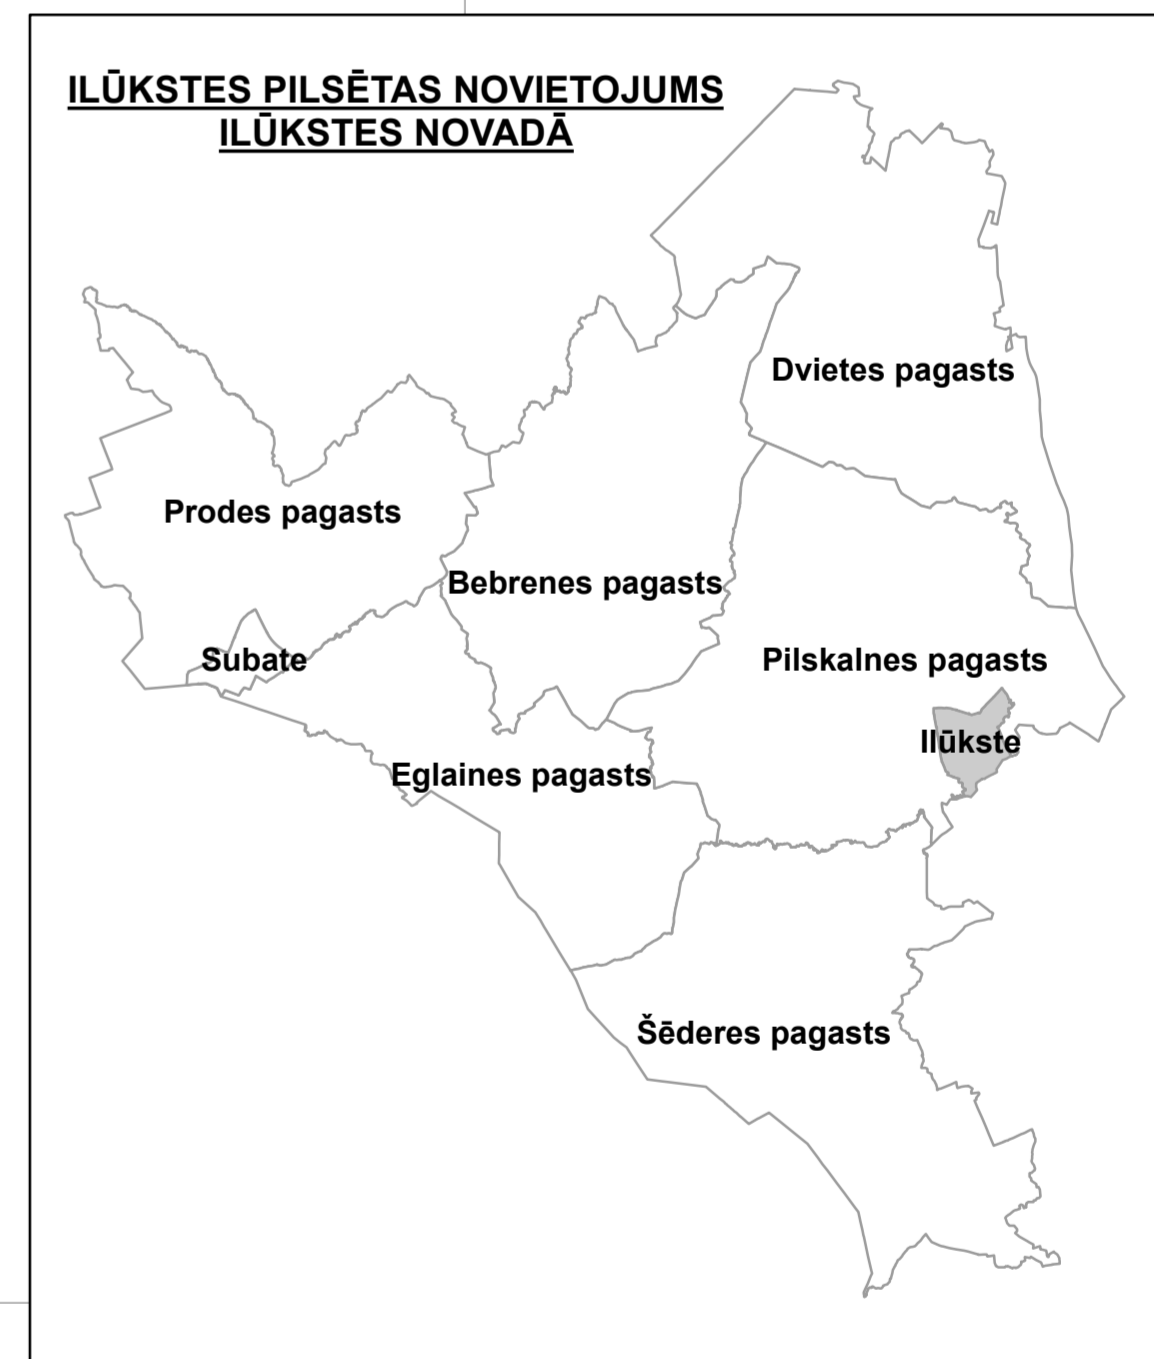 ILŪKSTES PILSĒTAS NOVIETOJUMS
ILŪKSTES NOVADĀ
Dvietes pagasts
Prodes pagasts
Bebrenes pagasts
Subate
Pilskalnes pagasts
Ilūkste
Eglaines pagasts
Šēderes pagasts